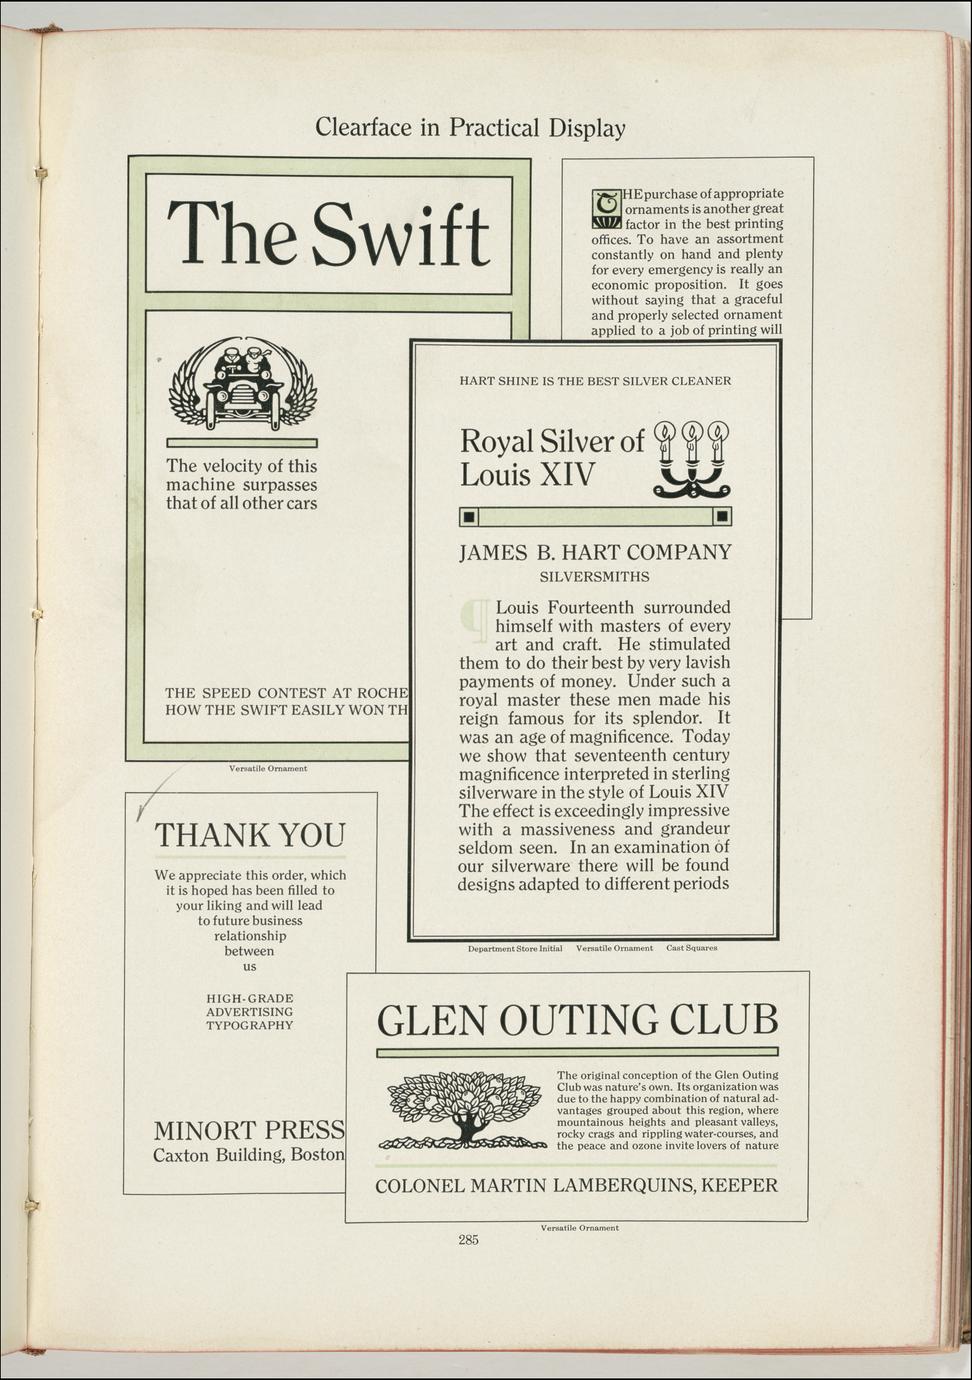 Clearface in Practical Display
The Swift
The velocity of this
machine surpasses
that of all other cars
THE SPEED CONTEST AT ROCHE
HOW THE SWIFT EASILY WON TH
Versatile Ornament
THE purchase of appropriate
ornaments is another great
factor in the best printing
offices. To have an assortment
constantly on hand and plenty
for every emergency is really an
economic proposition. It goes
without saying that a graceful
and properly selected ornament
applied to a job of printing will
HART SHINE IS THE BEST SILVER CLEANER
Royal Silver of
Louis XIV
JAMES B. HART COMPANY
SILVERSMITHS
¶ Louis Fourteenth surrounded
himself with masters of every
art and craft. He stimulated
them to do their best by very lavish
payments of money. Under such a
royal master these men made his
reign famous for its splendor. It
was an age of magnificence. Today
we show that seventeenth century
magnificence interpreted in sterling
silverware in the style of Louis XIV
The effect is exceedingly impressive
with a massiveness and grandeur
seldom seen. In an examination of
our silverware there will be found
designs adapted to different periods
Department Store Initial Versatile Ornament Cast Squares
THANK YOU
We appreciate this order, which
it is hoped has been filled to
your liking and will lead
to future business
relationship
between
us
HIGH-GRADE
ADVERTISING
TYPOGRAPHY
MINORT PRESS
Caxton Building, Boston
GLEN OUTING CLUB
The original conception of the Glen Outing
Club was nature's own. Its organization was
due to the happy combination of natural ad-
vantages grouped about this region, where
mountainous heights and pleasant valleys,
rocky crags and rippling water-courses, and
the peace and ozone invite lovers of nature
COLONEL MARTIN LAMBERQUINS, KEEPER
Versatile Ornament
285